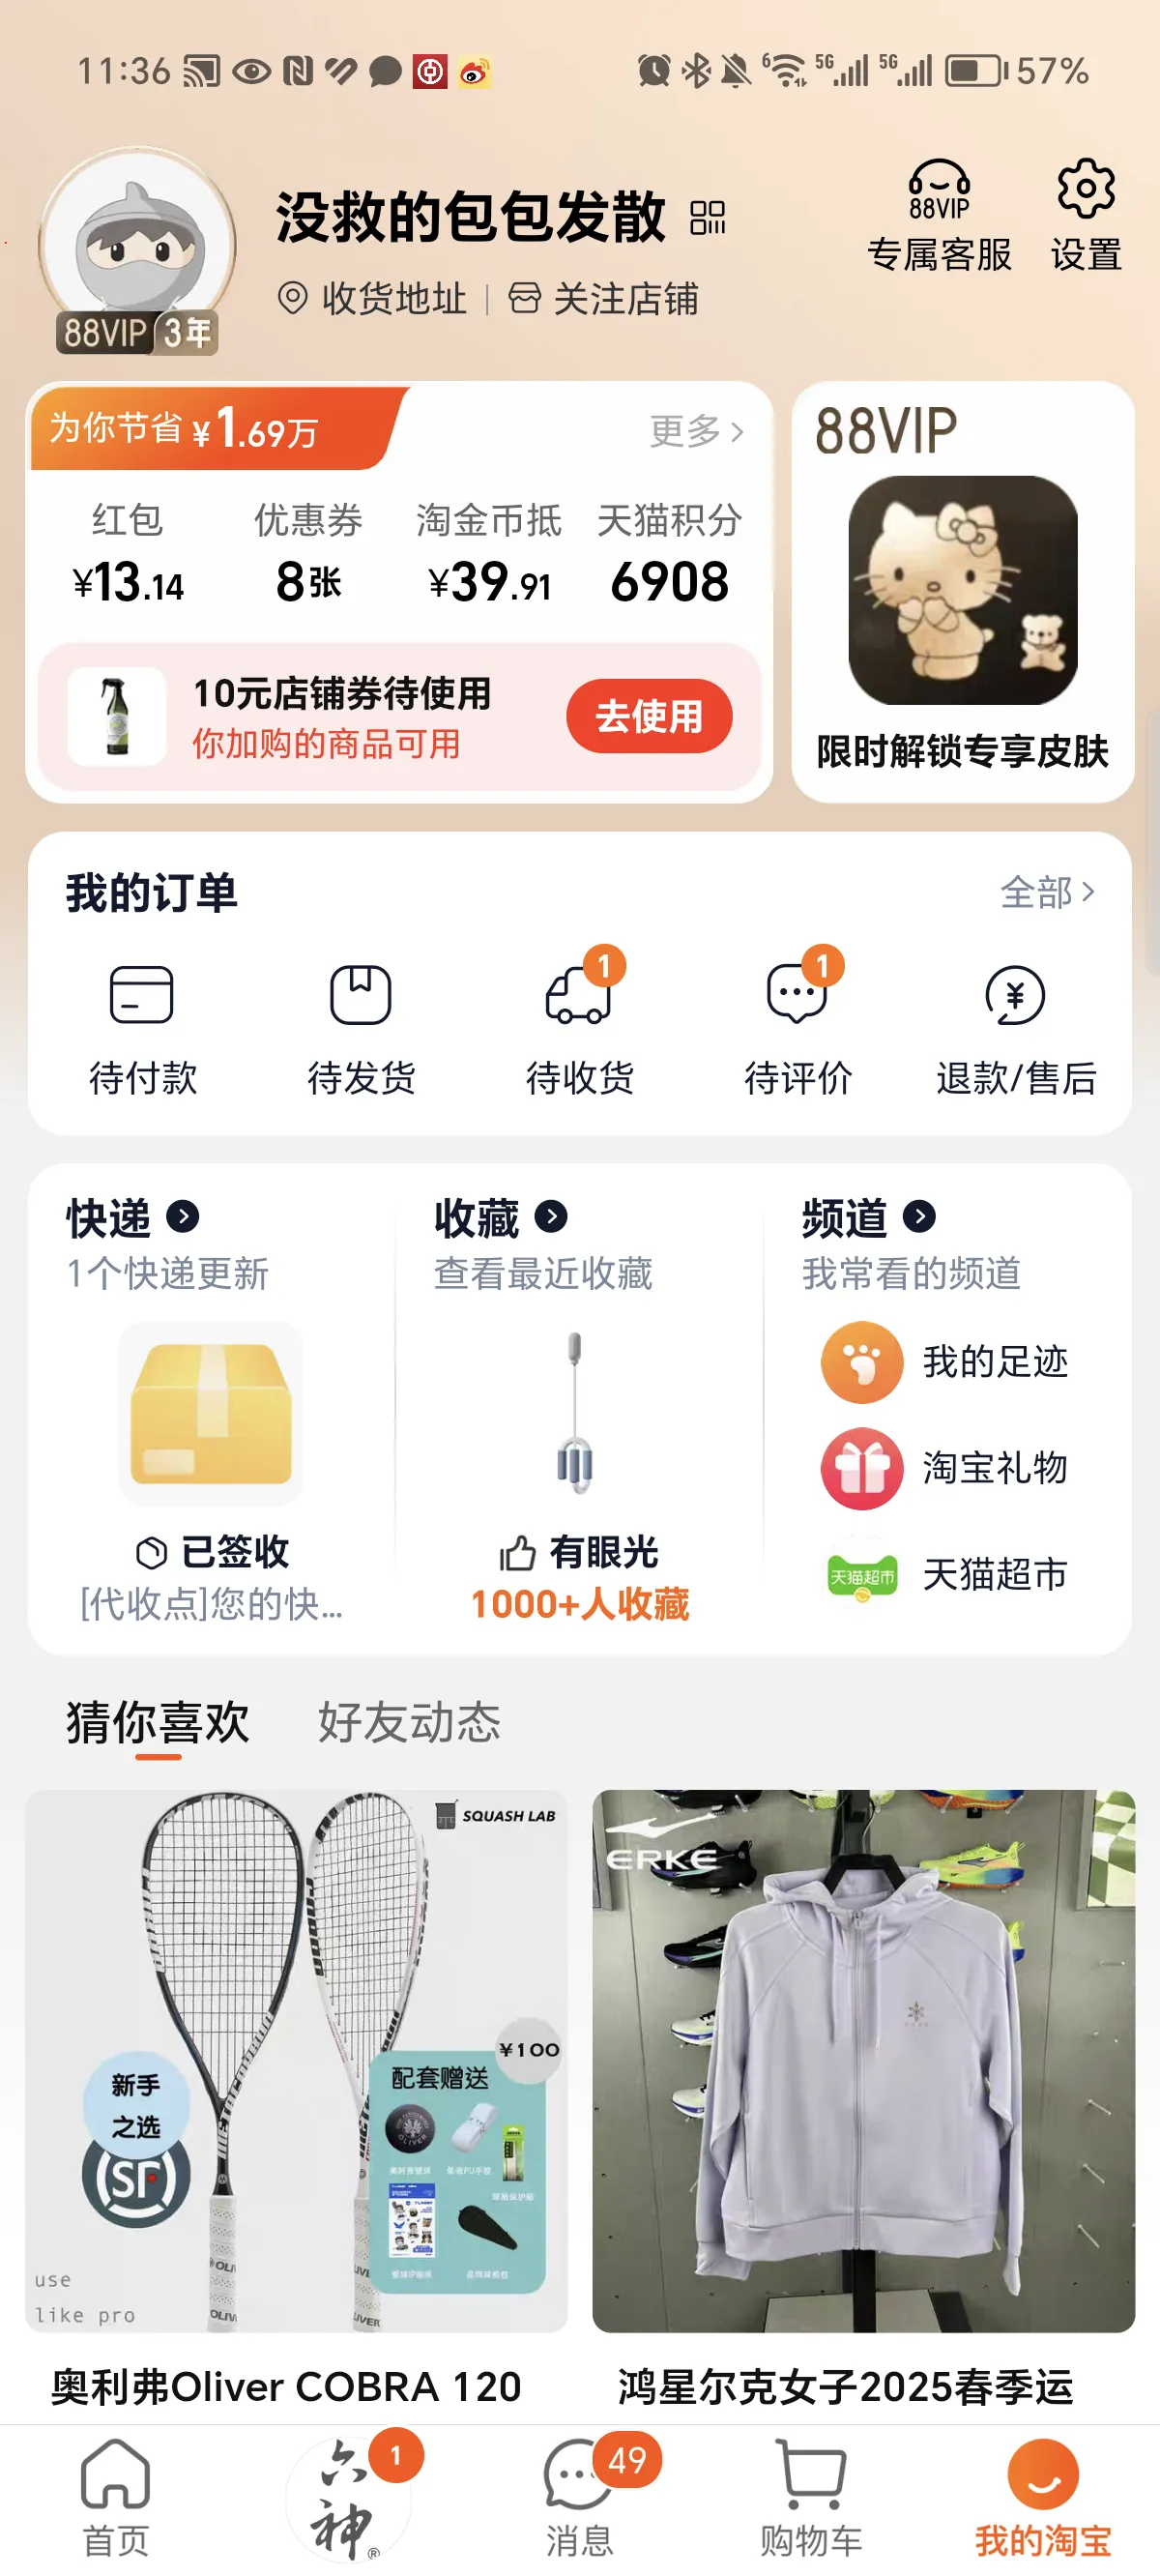 11:36
6 5G 5G 57%
没救的包包发散
88VIP
专属客服
设置
收货地址 | 关注店铺
88VIP 3年
为你节省 ¥1.69万
更多
红包 优惠券 淘金币抵 天猫积分
¥13.14 8张 ¥39.91 6908
10元店铺券待使用
你加购的商品可用
去使用
88VIP
限时解锁专享皮肤
我的订单
全部
1 1
待付款 待发货 待收货 待评价 退款/售后
快递
1个快递更新
已签收
[代收点]您的快...
收藏
查看最近收藏
有眼光
1000+人收藏
频道
我常看的频道
我的足迹
淘宝礼物
天猫超市
天猫超市
猜你喜欢 好友动态
SQUASH LAB
¥100
配套赠送
OLIVER
新手
之选
SF
use
like pro
OLIVER
奥利弗Oliver COBRA 120
ERKE
鸿星尔克女子2025春季运
六神®
1
49
首页 消息 购物车 我的淘宝